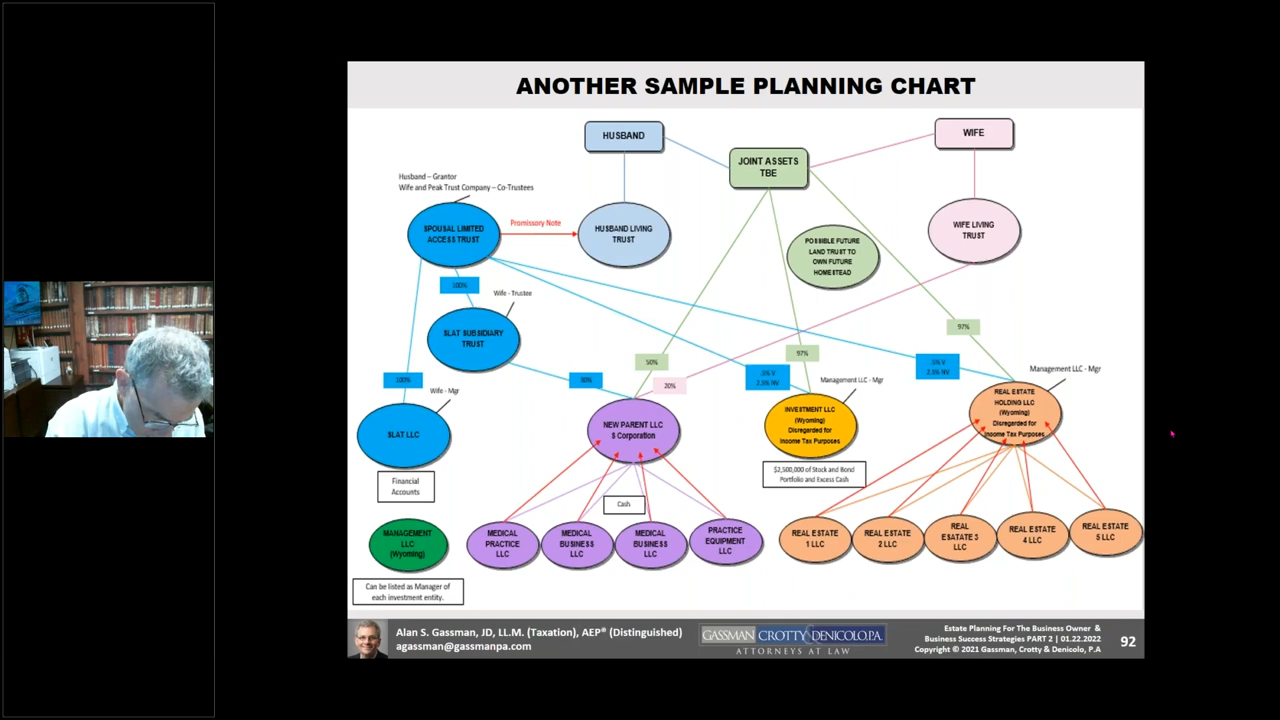 ANOTHER SAMPLE PLANNING CHART
HUSBAND
WIFE
JOINT ASSETS
TBE
Husband – Grantor
Wife and Peak Trust Company – Co-Trustees
SPOUSAL LIMITED
ACCESS TRUST
Promissory Note
HUSBAND LIVING
TRUST
WIFE LIVING
TRUST
POSSIBLE FUTURE
LAND TRUST TO
OWN FUTURE
HOMESTEAD
100%
Wife - Trustee
SLAT SUBSIDIARY
TRUST
97%
50%
97%
100%
30%
20%
.5% V
2.5% NV
.5% V
2.5% NV
Wife - Mgr
Management LLC - Mgr
Management LLC - Mgr
SLAT LLC
NEW PARENT LLC
S Corporation
INVESTMENT LLC
(Wyoming)
Disregarded for
Income Tax Purposes
REAL ESTATE
HOLDING LLC
(Wyoming)
Disregarded for
Income Tax Purposes
Financial
Accounts
$2,500,000 of Stock and Bond
Portfolio and Excess Cash
Cash
MANAGEMENT
LLC
(Wyoming)
MEDICAL
PRACTICE
LLC
MEDICAL
BUSINESS
LLC
MEDICAL
BUSINESS
LLC
PRACTICE
EQUIPMENT
LLC
REAL ESTATE
1 LLC
REAL ESTATE
2 LLC
REAL
ESATATE 3
LLC
REAL ESTATE
4 LLC
REAL ESTATE
5 LLC
Can be listed as Manager of
each investment entity.
Alan S. Gassman, JD, LL.M. (Taxation), AEP® (Distinguished)
agassman@gassmanpa.com
GASSMAN CROTTY & DENICOLO, P.A.
ATTORNEYS AT LAW
Estate Planning For The Business Owner &
Business Success Strategies PART 2 | 01.22.2022
Copyright © 2021 Gassman, Crotty & Denicolo, P.A
92